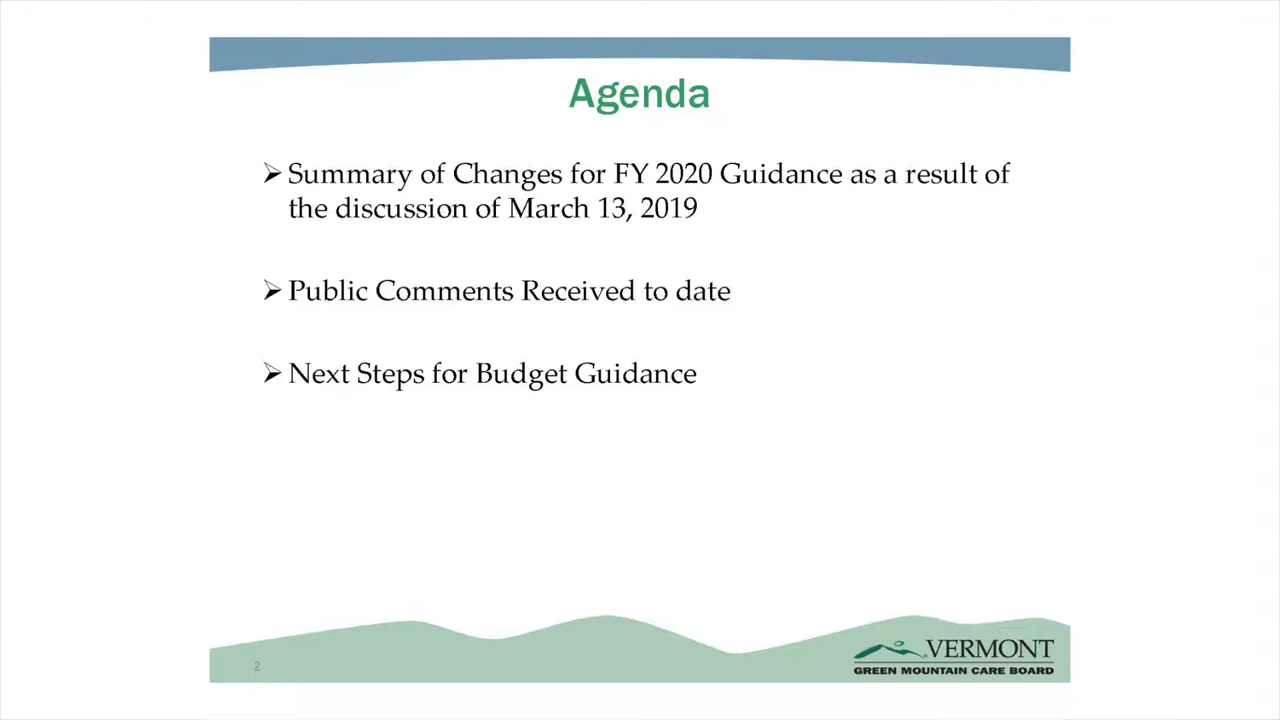 Agenda
➢ Summary of Changes for FY 2020 Guidance as a result of
the discussion of March 13, 2019
➢ Public Comments Received to date
➢ Next Steps for Budget Guidance
2
VERMONT
GREEN MOUNTAIN CARE BOARD